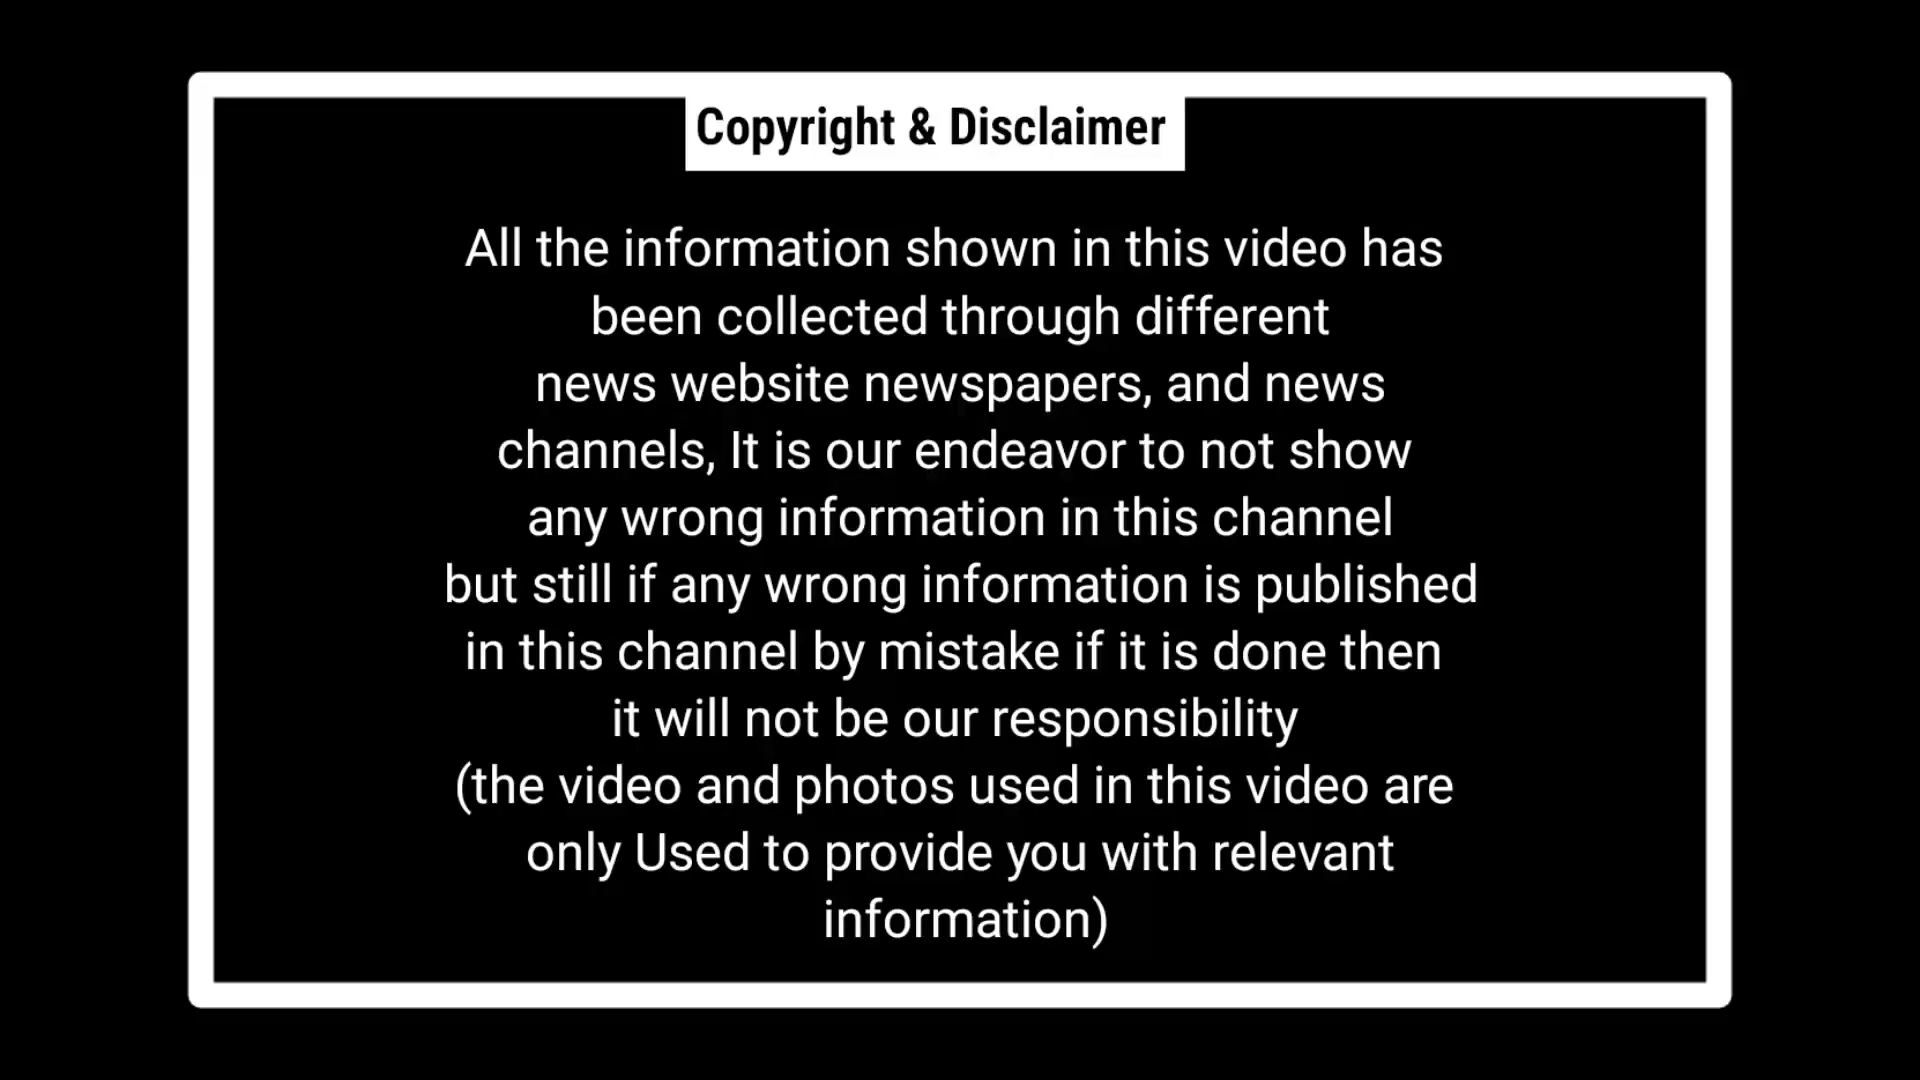 Copyright & Disclaimer
All the information shown in this video has
been collected through different
news website newspapers, and news
channels, It is our endeavor to not show
any wrong information in this channel
but still if any wrong information is published
in this channel by mistake if it is done then
it will not be our responsibility
(the video and photos used in this video are
only Used to provide you with relevant
information)